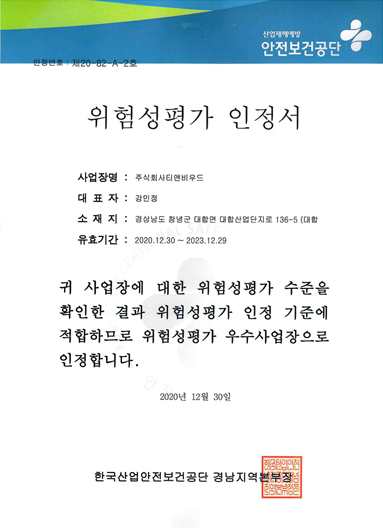 산업재해예방
안전보건공단
인정번호 : 제20-82-A-2호
위험성평가 인정서
사업장명 : 주식회사티앤비우드
대 표 자 : 강민정
소 재 지 : 경상남도 창녕군 대합면 대합산업단지로 136-5 (대합
유효기간 : 2020.12.30 ~ 2023.12.29
귀 사업장에 대한 위험성평가 수준을
확인한 결과 위험성평가 인정 기준에
적합하므로 위험성평가 우수사업장으로
인정합니다.
2020년 12월 30일
한국산업안전보건공단 경남지역본부장